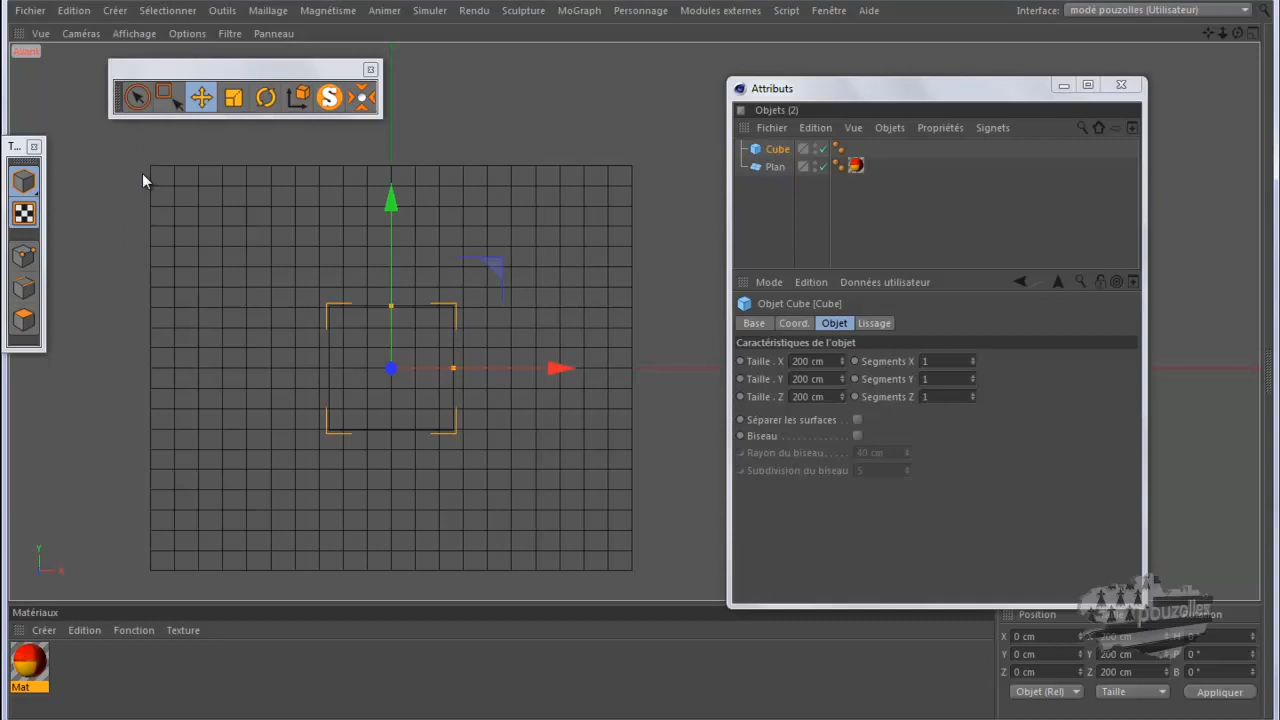 Fichier Edition Créer Sélectionner Outils Maillage Magnétisme Animer Simuler Rendu Sculpture MoGraph Personnage Modules externes Script Fenêtre Aide Interface: mode pouzolles (Utilisateur)
Vue Caméras Affichage Options Filtre Panneau
Avant
T...
S
Y
X
Attributs
Objets (2)
Fichier Edition Vue Objets Propriétés Signets
Cube
Plan
Mode Edition Données utilisateur
Objet Cube [Cube]
Base Coord. Objet Lissage
Caractéristiques de l'objet
Taille . X 200 cm Segments X 1
Taille . Y 200 cm Segments Y 1
Taille . Z 200 cm Segments Z 1
Séparer les surfaces . .
Biseau . . . . . . . . . . . . .
Rayon du biseau. . . . . 40 cm
Subdivision du biseau 5
Matériaux
Créer Edition Fonction Texture
Mat
pouzolles
Position
X 0 cm X 200 cm H 0 °
Y 0 cm Y 200 cm P 0 °
Z 0 cm Z 200 cm B 0 °
Objet (Rel) Taille Appliquer